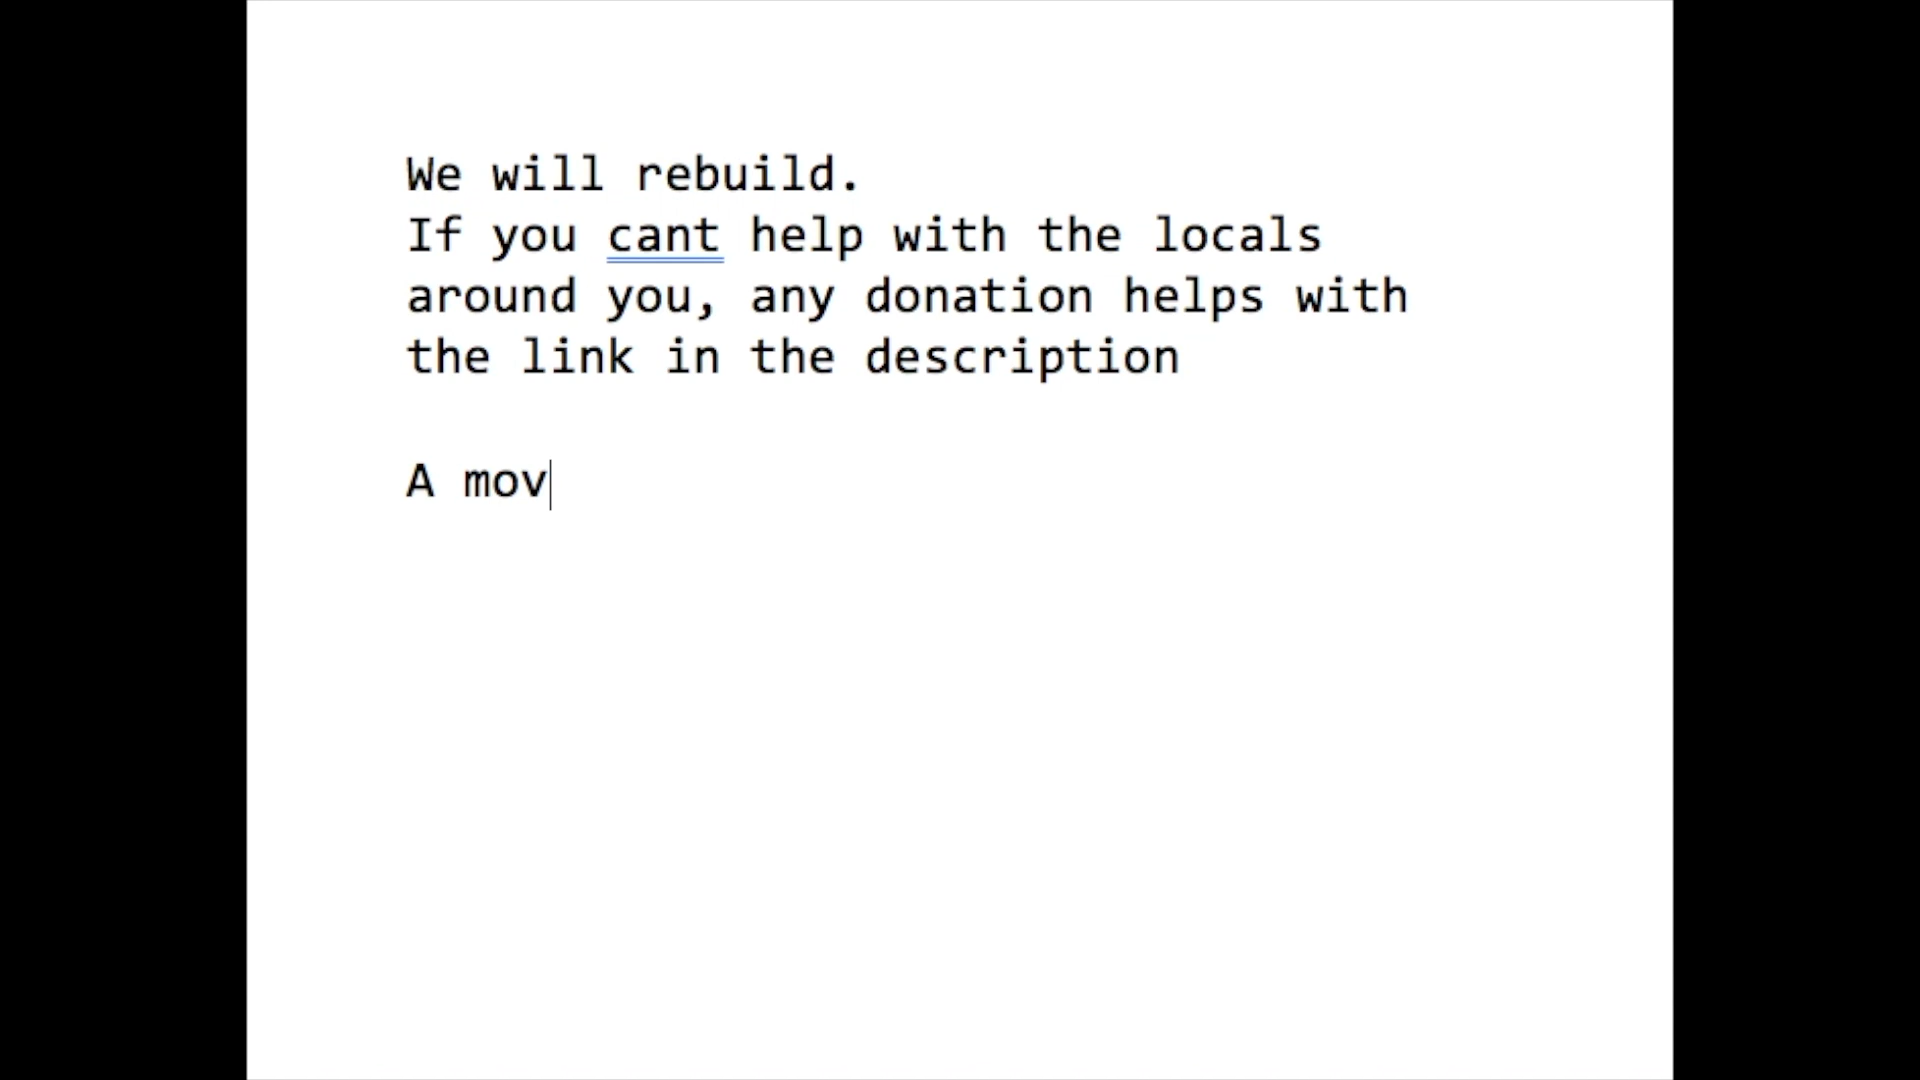 We will rebuild.
If you cant help with the locals
around you, any donation helps with
the link in the description
A mov